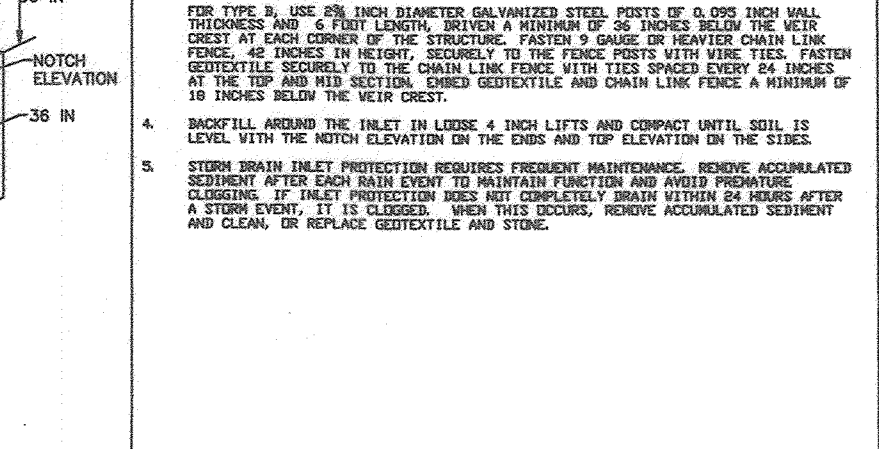 NOTCH
ELEVATION
36 IN
FOR TYPE B, USE 2⅜ INCH DIAMETER GALVANIZED STEEL POSTS OF 0.095 INCH WALL
THICKNESS AND 6 FOOT LENGTH, DRIVEN A MINIMUM OF 36 INCHES BELOW THE WEIR
CREST AT EACH CORNER OF THE STRUCTURE. FASTEN 9 GAUGE OR HEAVIER CHAIN LINK
FENCE, 42 INCHES IN HEIGHT, SECURELY TO THE FENCE POSTS WITH WIRE TIES. FASTEN
GEOTEXTILE SECURELY TO THE CHAIN LINK FENCE WITH TIES SPACED EVERY 24 INCHES
AT THE TOP AND MID SECTION. EMBED GEOTEXTILE AND CHAIN LINK FENCE A MINIMUM OF
18 INCHES BELOW THE WEIR CREST.
4. BACKFILL AROUND THE INLET IN LOOSE 4 INCH LIFTS AND COMPACT UNTIL SOIL IS
LEVEL WITH THE NOTCH ELEVATION ON THE ENDS AND TOP ELEVATION ON THE SIDES.
5. STORM DRAIN INLET PROTECTION REQUIRES FREQUENT MAINTENANCE. REMOVE ACCUMULATED
SEDIMENT AFTER EACH RAIN EVENT TO MAINTAIN FUNCTION AND AVOID PREMATURE
CLOGGING. IF INLET PROTECTION DOES NOT COMPLETELY DRAIN WITHIN 24 HOURS AFTER
A STORM EVENT, IT IS CLOGGED. WHEN THIS OCCURS, REMOVE ACCUMULATED SEDIMENT
AND CLEAN, OR REPLACE GEOTEXTILE AND STONE.